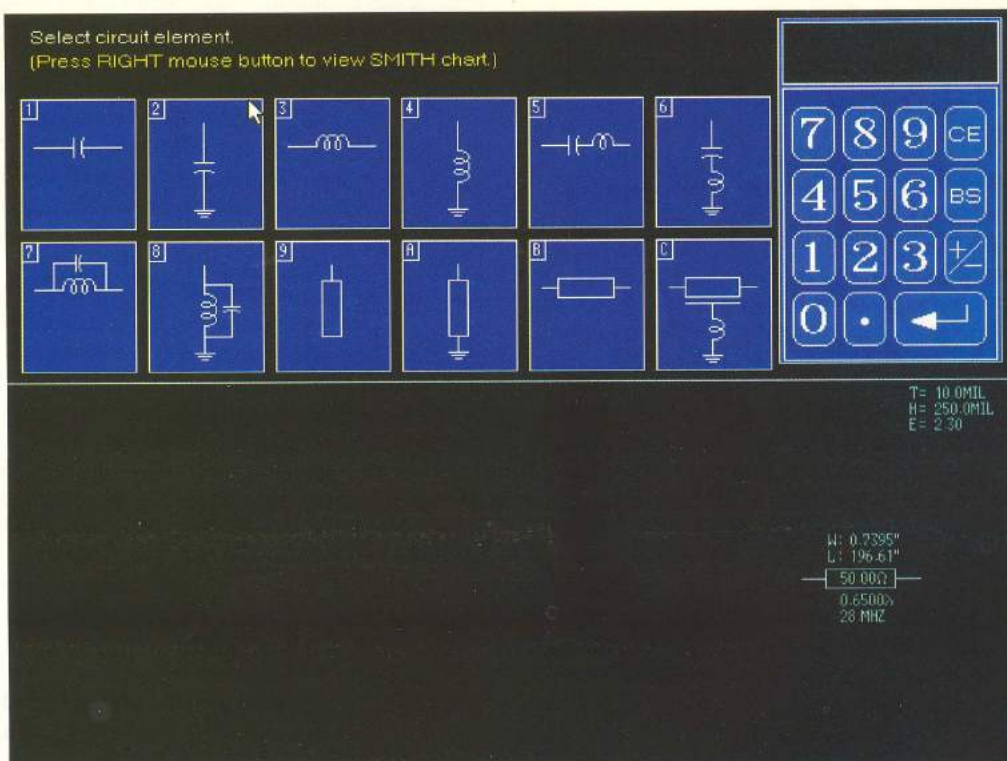 Select circuit element.
(Press RIGHT mouse button to view SMITH chart.)
1
2
3
4
5
6
7
8
9
A
B
C
7 8 9 CE
4 5 6 BS
1 2 3 +/-
0 .
T= 10.0MIL
H= 250.0MIL
E= 2.30
W: 0.7395"
L: 196.61"
50.00Ω
0.6500λ
28 MHZ